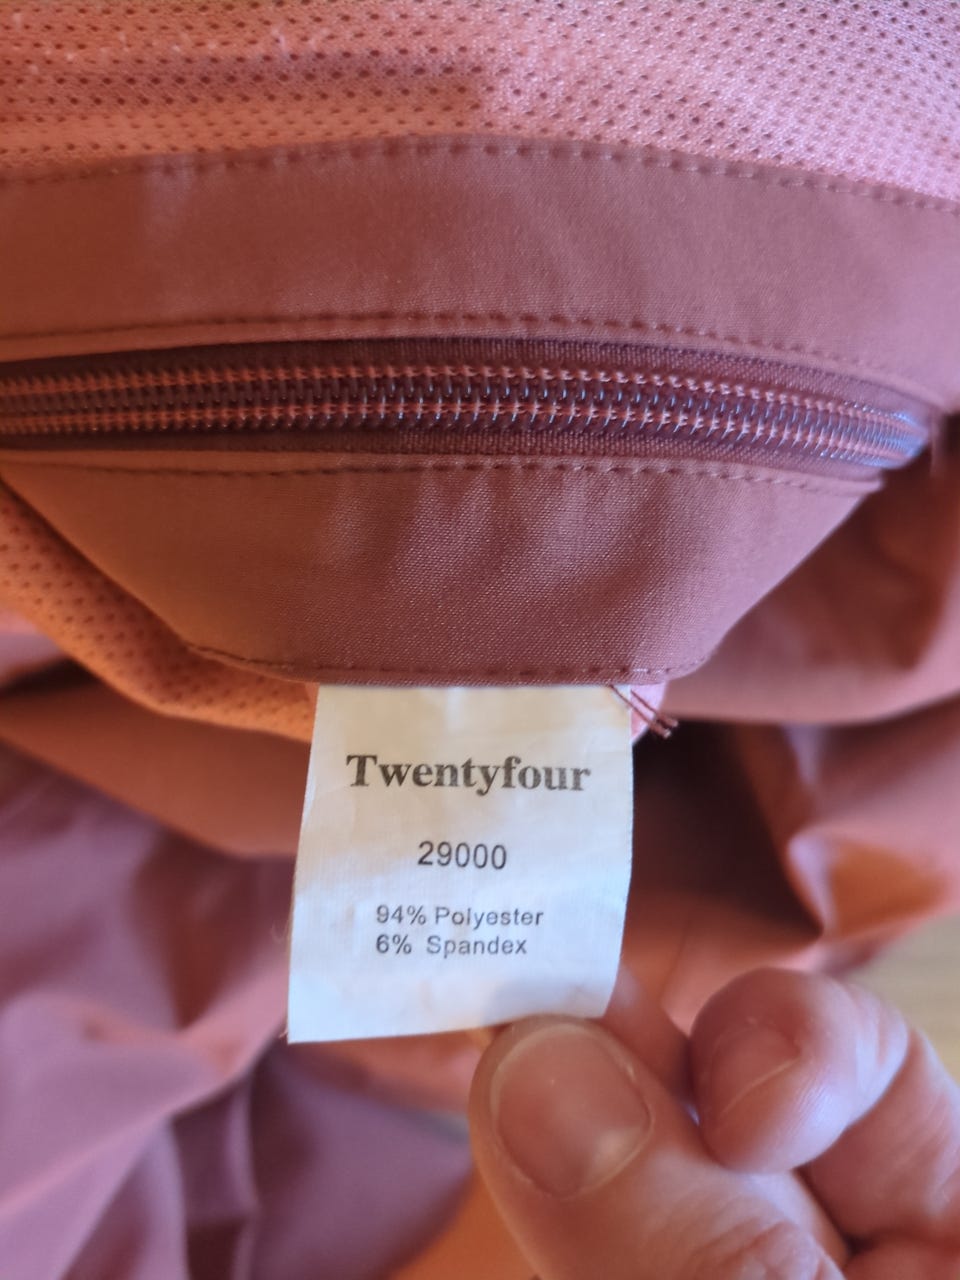 Twentyfour
29000
94% Polyester
6% Spandex